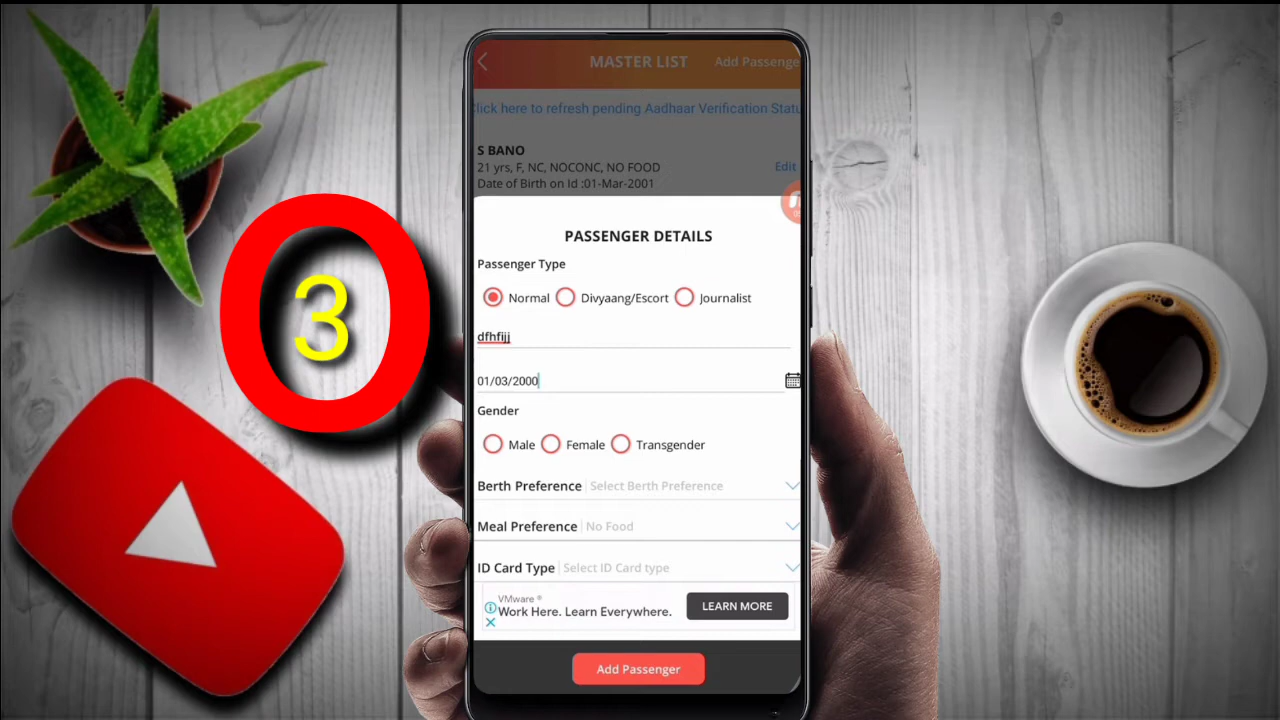 MASTER LIST Add Passenge
Click here to refresh pending Aadhaar Verification Statu
S BANO
21 yrs, F, NC, NOCONC, NO FOOD Edit
Date of Birth on Id :01-Mar-2001
PASSENGER DETAILS
Passenger Type
Normal Divyaang/Escort Journalist
dfhfijj
01/03/2000
Gender
Male Female Transgender
Berth Preference Select Berth Preference
Meal Preference No Food
ID Card Type Select ID Card type
VMware ®
Work Here. Learn Everywhere. LEARN MORE
Add Passenger
3